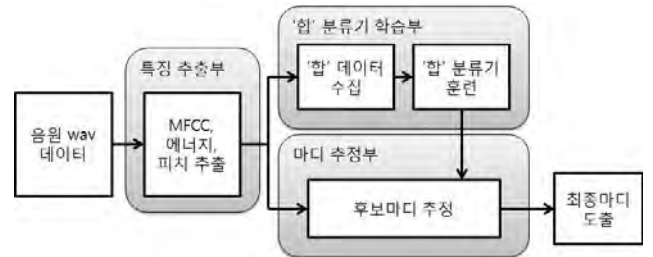 '합' 분류기 학습부
특징 추출부
'합' 데이터
수집
'합' 분류기
훈련
음원 wav
데이터
MFCC,
에너지,
피치 추출
마디 추정부
후보마디 추정
최종마디
도출